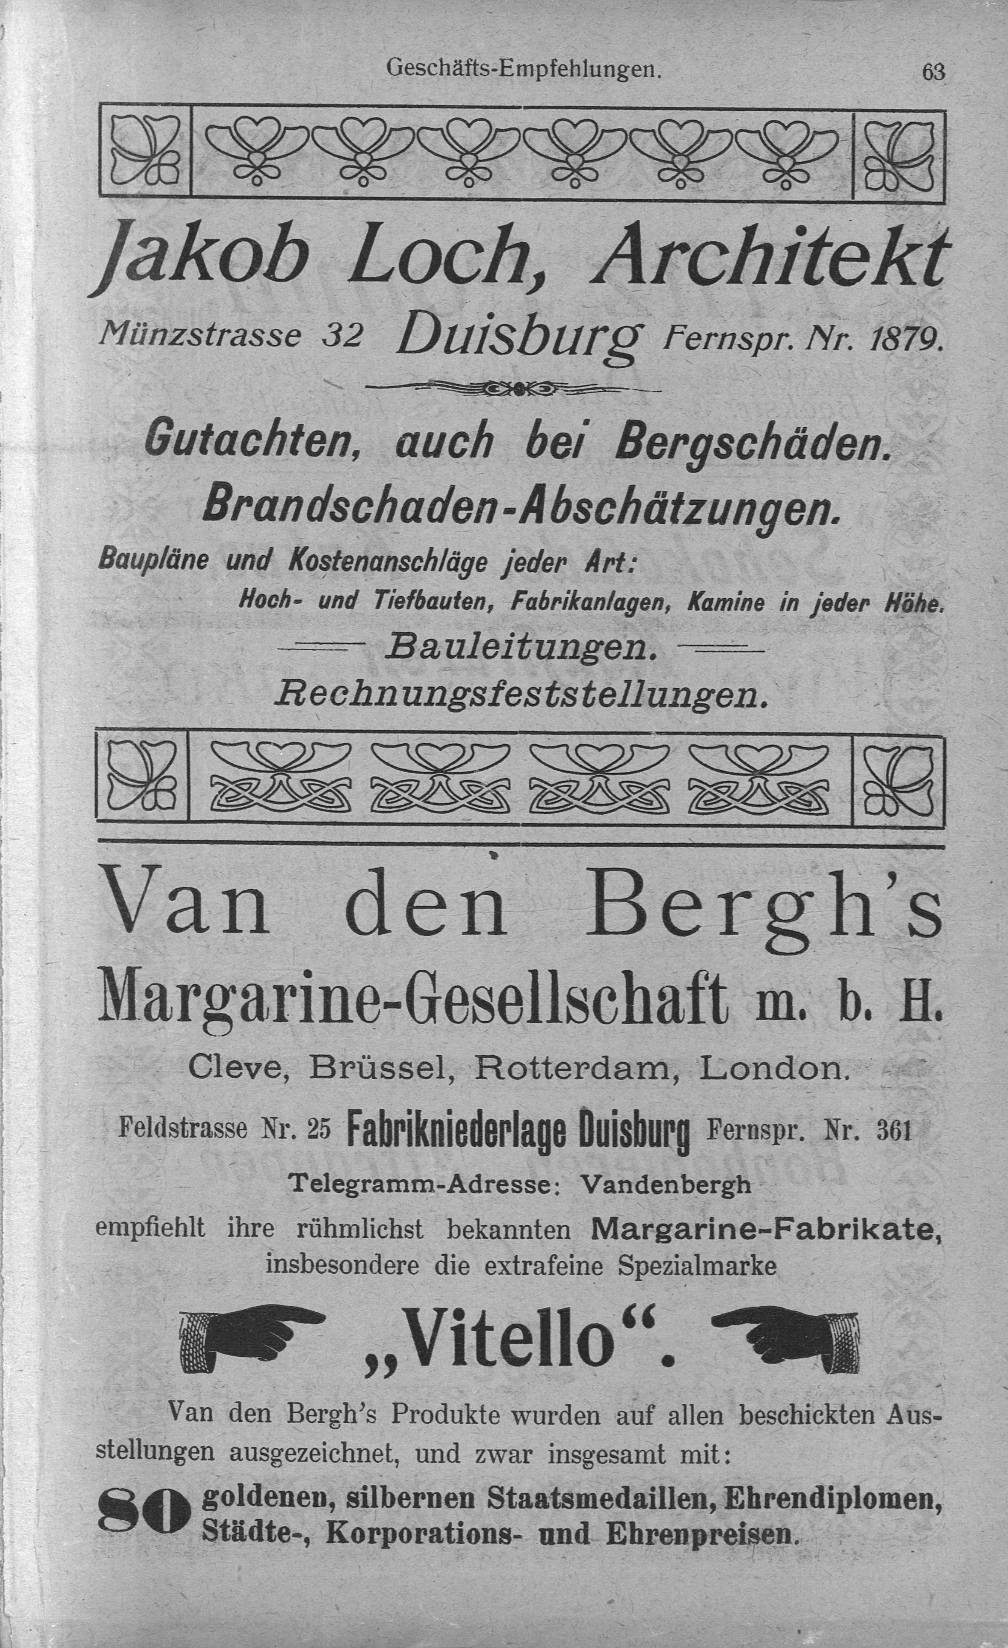 Geschäfts-Empfehlungen. 63
Jakob Loch, Architekt
Münzstrasse 32 Duisburg Fernspr. Nr. 1879.
Gutachten, auch bei Bergschäden.
Brandschaden-Abschätzungen.
Baupläne und Kostenanschläge jeder Art:
Hoch- und Tiefbauten, Fabrikanlagen, Kamine in jeder Höhe.
Bauleitungen.
Rechnungsfeststellungen.
Van den Bergh's
Margarine-Gesellschaft m. b. H.
Cleve, Brüssel, Rotterdam, London.
Feldstrasse Nr. 25 Fabrikniederlage Duisburg Fernspr. Nr. 361
Telegramm-Adresse: Vandenbergh
empfiehlt ihre rühmlichst bekannten Margarine-Fabrikate,
insbesondere die extrafeine Spezialmarke
„Vitello“.
Van den Bergh's Produkte wurden auf allen beschickten Aus-
stellungen ausgezeichnet, und zwar insgesamt mit:
80 goldenen, silbernen Staatsmedaillen, Ehrendiplomen,
Städte-, Korporations- und Ehrenpreisen.